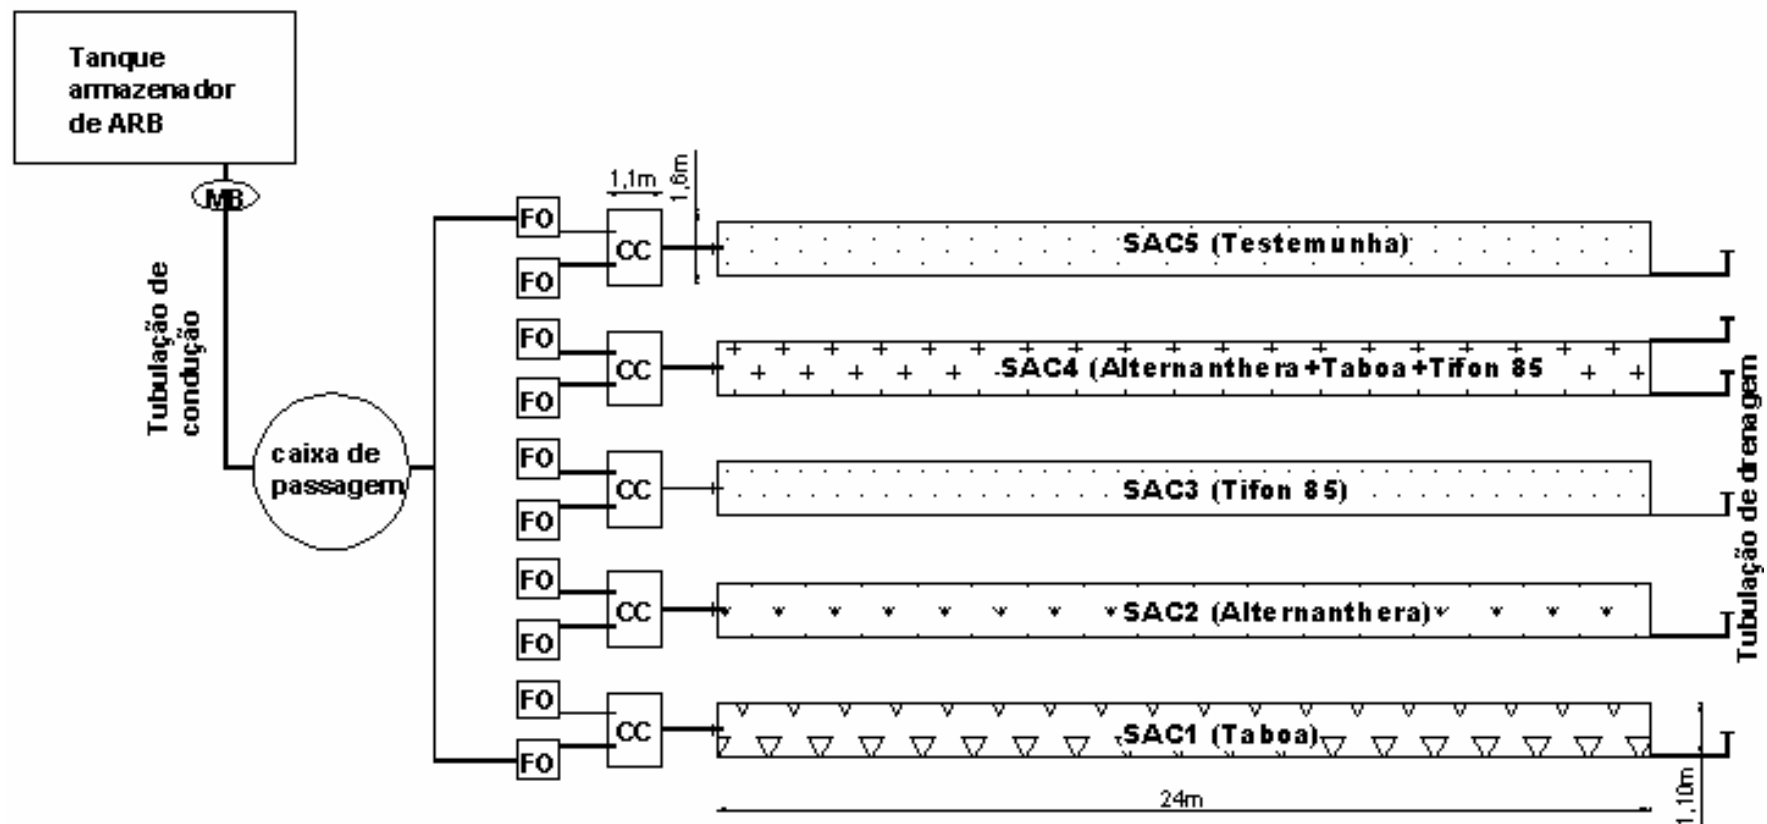 Tanque
armazenador
de ARB
MB
Tubulação de
condução
caixa de
passagem
1,1m
1,6m
FO
FO
CC
SAC5 (Testemunha)
FO
FO
CC
SAC4 (Alternanthera+Taboa+Tifon 85
FO
FO
CC
SAC3 (Tifon 85)
FO
FO
CC
SAC2 (Alternanthera)
FO
FO
CC
SAC1 (Taboa)
Tubulação de drenagem
24m
1,10m